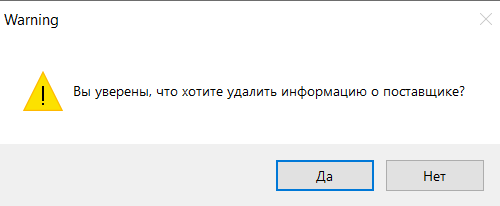 Warning
Вы уверены, что хотите удалить информацию о поставщике?
Да
Нет